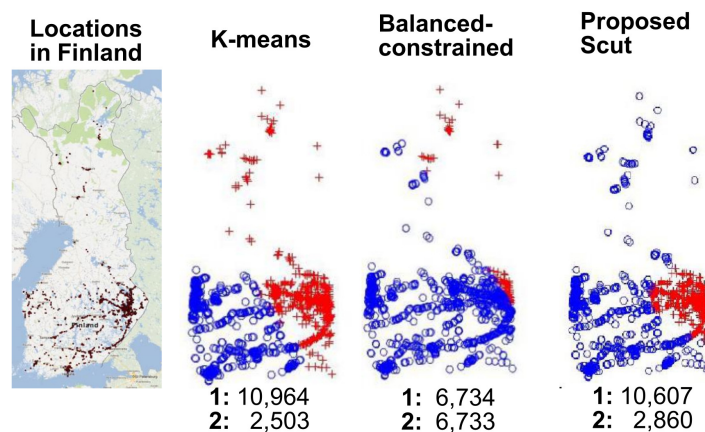 Locations
in Finland
K-means
Balanced-
constrained
Proposed
Scut
Finland
1: 10,964
2: 2,503
1: 6,734
2: 6,733
1: 10,607
2: 2,860